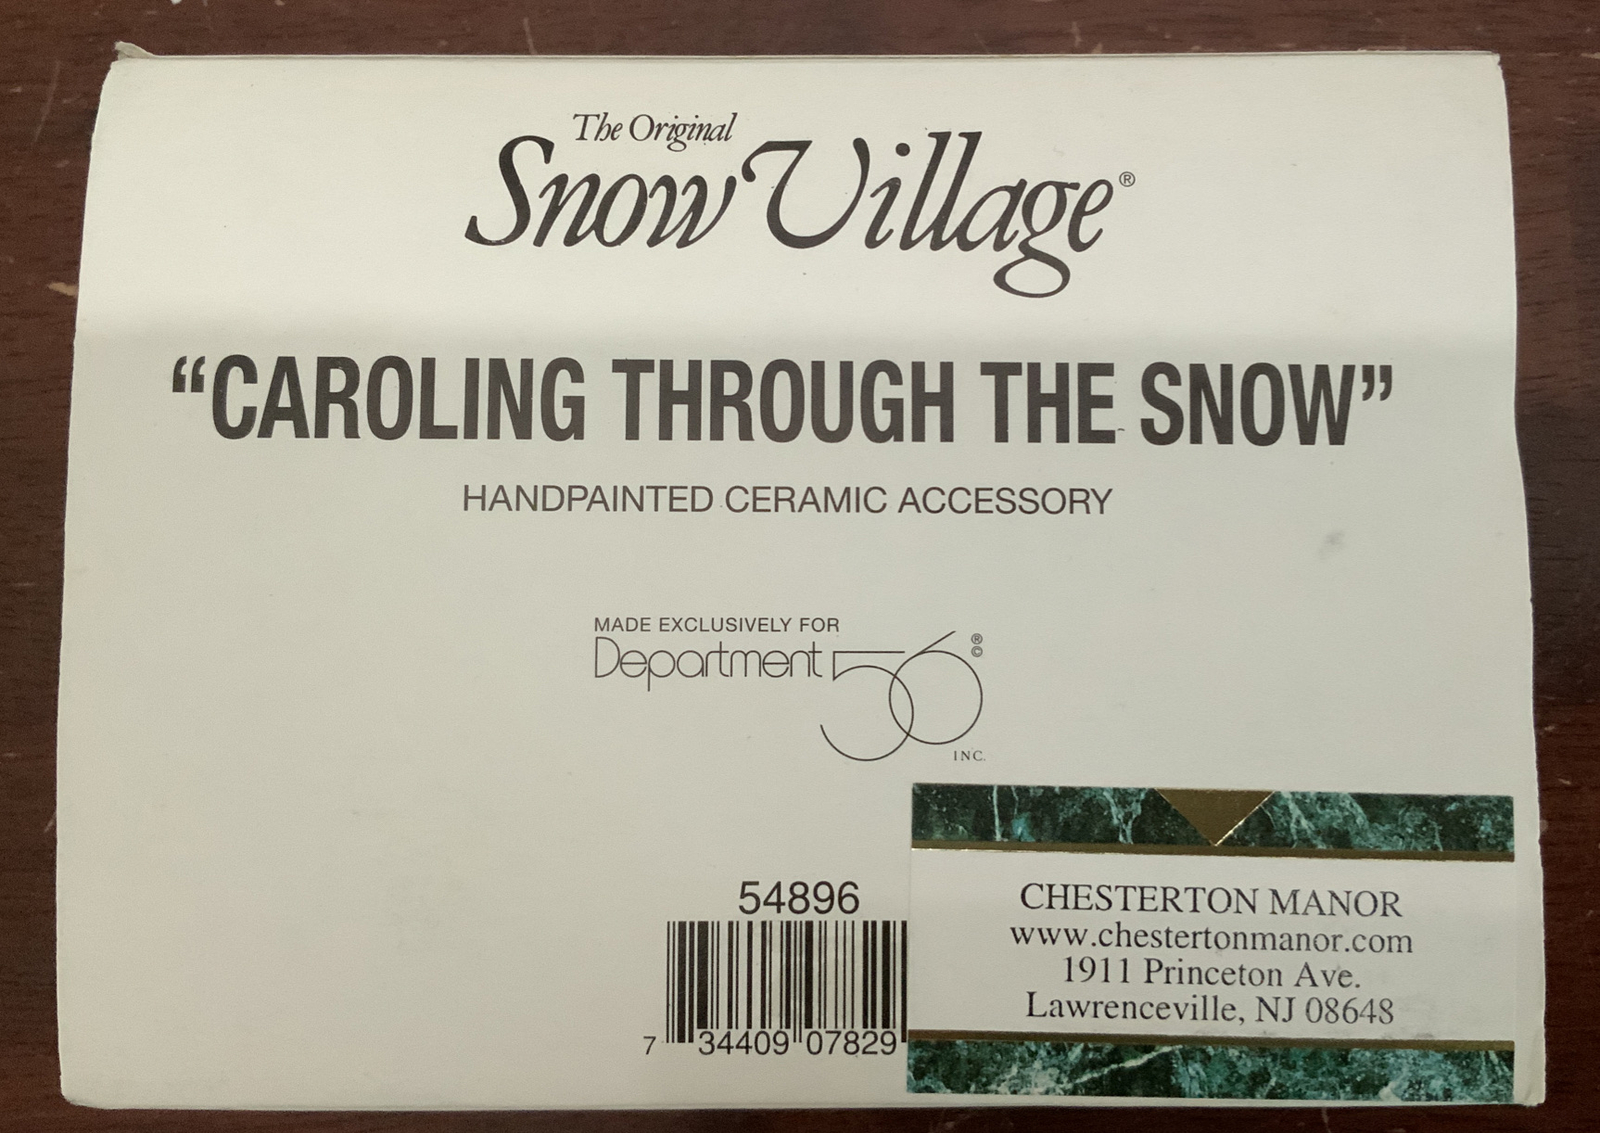 The Original
Snow Village®
“CAROLING THROUGH THE SNOW”
HANDPAINTED CERAMIC ACCESSORY
MADE EXCLUSIVELY FOR
Department 56 ® ©
INC.
54896
7 34409 07829
CHESTERTON MANOR
www.chestertonmanor.com
1911 Princeton Ave.
Lawrenceville, NJ 08648